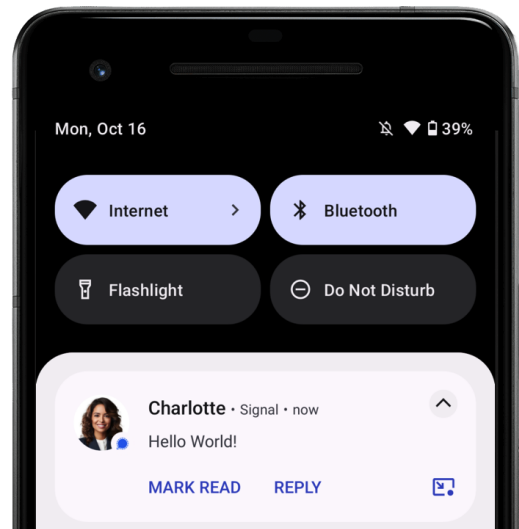 Mon, Oct 16 39%
Internet Bluetooth
Flashlight Do Not Disturb
Charlotte • Signal • now
Hello World!
MARK READ REPLY